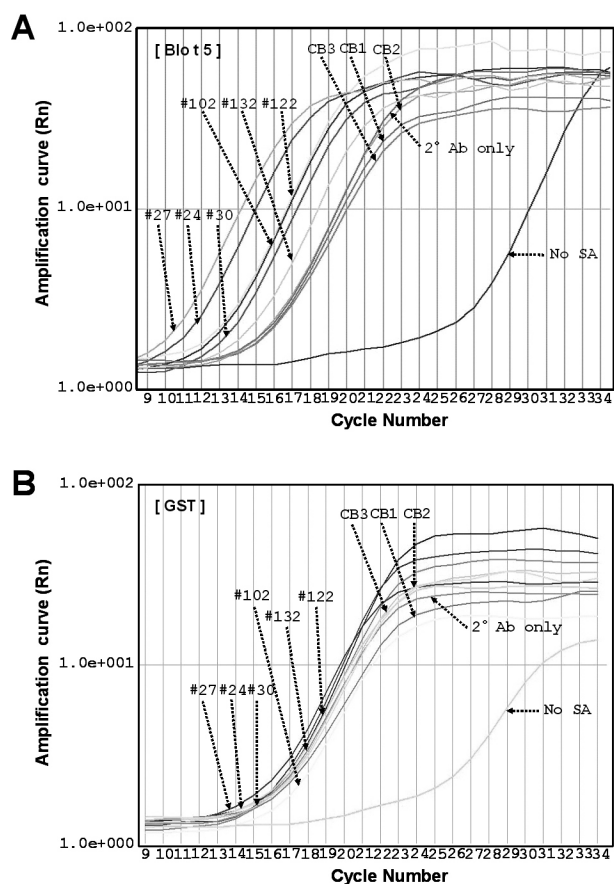 A
[ Blo t 5 ]
1.0e+002
1.0e+001
1.0e+000
Amplification curve (Rn)
CB3 CB1 CB2
#102 #132 #122
2° Ab only
#27 #24 #30
No SA
9 10 11 12 13 14 15 16 17 18 19 20 21 22 23 24 25 26 27 28 29 30 31 32 33 34
Cycle Number
B
[ GST ]
1.0e+002
1.0e+001
1.0e+000
Amplification curve (Rn)
CB3 CB1 CB2
#102
#132
#122
2° Ab only
#27 #24 #30
No SA
9 10 11 12 13 14 15 16 17 18 19 20 21 22 23 24 25 26 27 28 29 30 31 32 33 34
Cycle Number